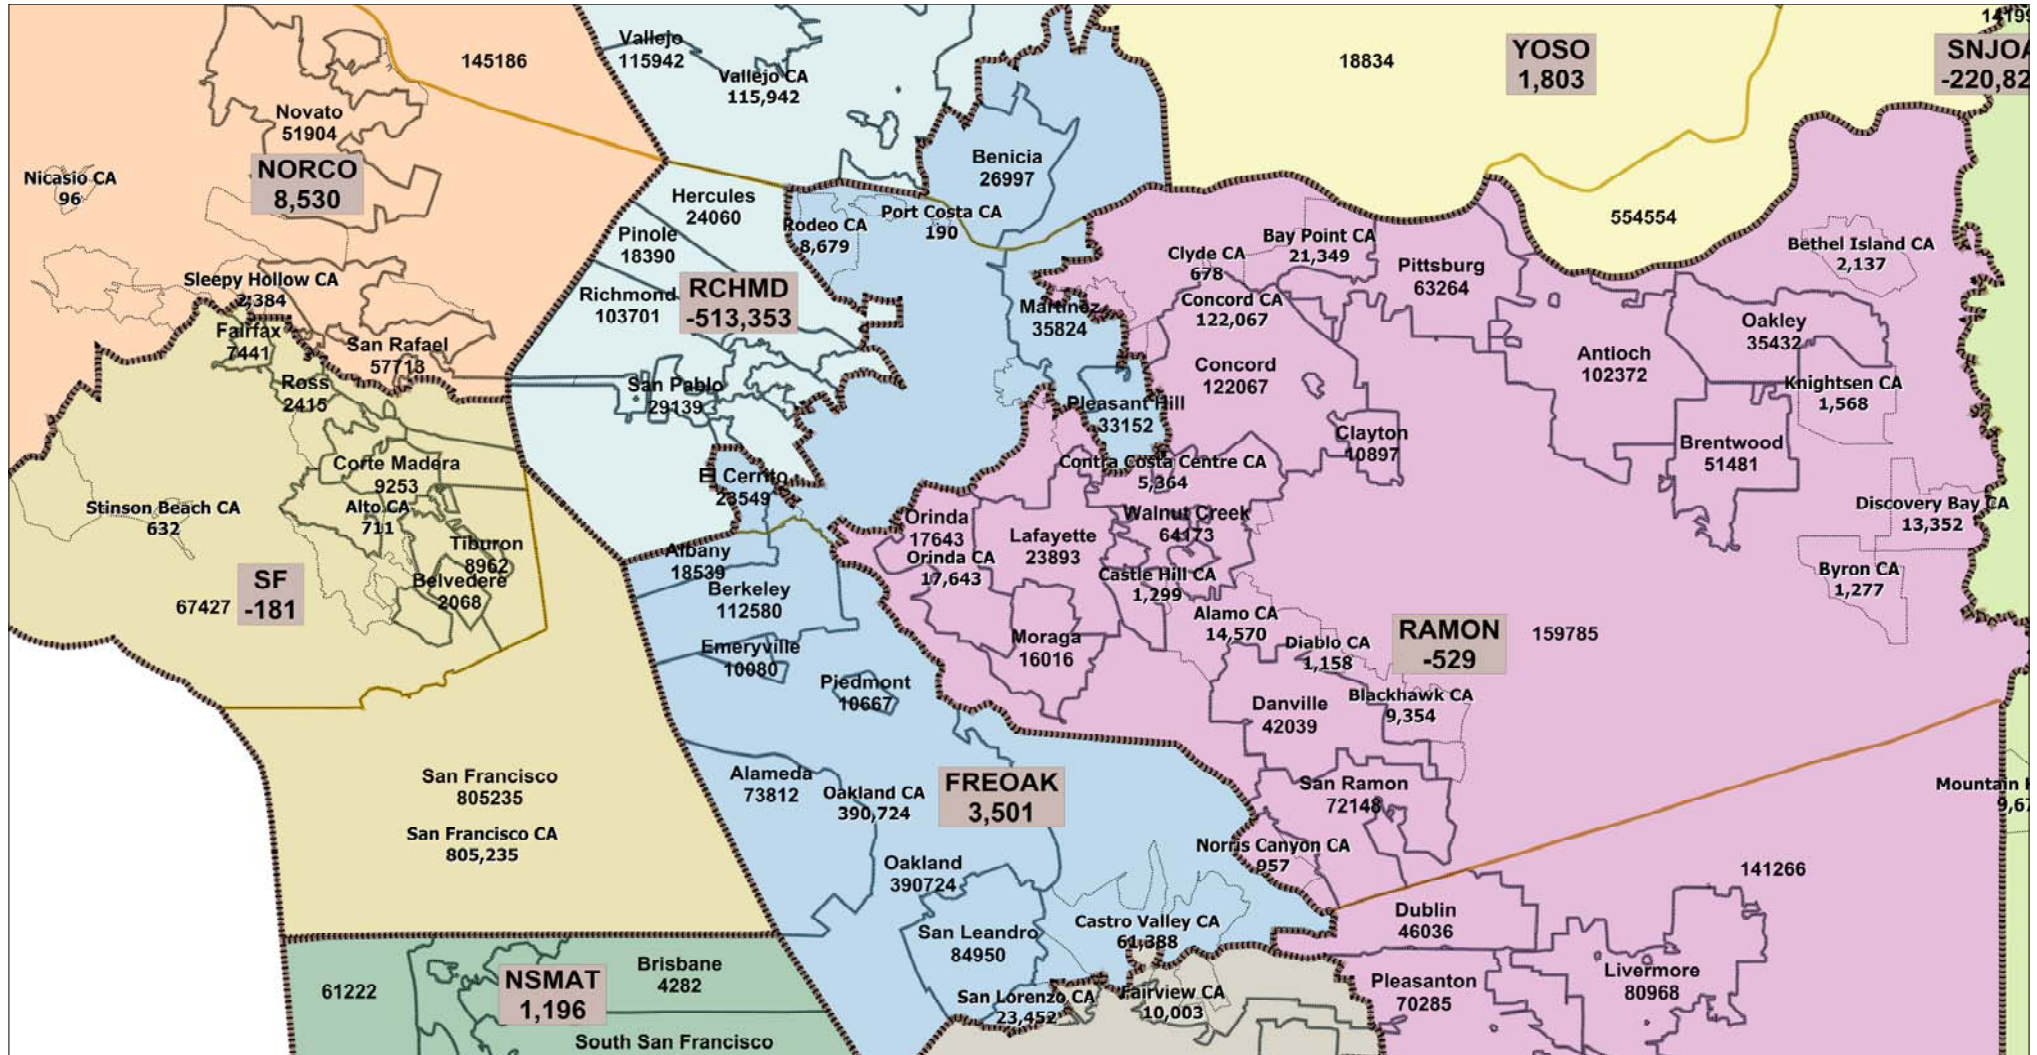 14199
YOSO
1,803
SNJOA
-220,82
145186
18834
Vallejo
115942
Vallejo CA
115,942
Novato
51904
NORCO
8,530
Nicasio CA
96
Benicia
26997
Hercules
24060
Port Costa CA
190
Rodeo CA
8,679
Pinole
18390
554554
Bay Point CA
21,349
Clyde CA
678
Bethel Island CA
2,137
Pittsburg
63264
Sleepy Hollow CA
2,384
Richmond
103701
RCHMD
-513,353
Martinez
35824
Concord CA
122,067
Oakley
35432
Fairfax
7441
San Rafael
57713
Antioch
102372
Concord
122067
Ross
2415
San Pablo
29139
Knightsen CA
1,568
Pleasant Hill
33152
Clayton
10897
Brentwood
51481
Corte Madera
9253
Contra Costa Centre CA
5,364
El Cerrito
23549
Stinson Beach CA
632
Alto CA
711
Discovery Bay CA
13,352
Orinda
17643
Walnut Creek
64173
Lafayette
23893
Tiburon
8962
Albany
18539
Orinda CA
17,643
Castle Hill CA
1,299
Byron CA
1,277
Belvedere
2068
SF
-181
67427
Berkeley
112580
Alamo CA
14,570
Moraga
16016
Diablo CA
1,158
RAMON
-529
159785
Emeryville
10080
Piedmont
10667
Blackhawk CA
9,354
Danville
42039
San Francisco
805235
Alameda
73812
Oakland CA
390,724
FREOAK
3,501
San Ramon
72148
Mountain H
9,67
San Francisco CA
805,235
Norris Canyon CA
957
Oakland
390724
141266
Dublin
46036
Castro Valley CA
61,388
San Leandro
84950
Brisbane
4282
NSMAT
1,196
61222
Livermore
80968
Pleasanton
70285
San Lorenzo CA
23,452
Fairview CA
10,003
South San Francisco